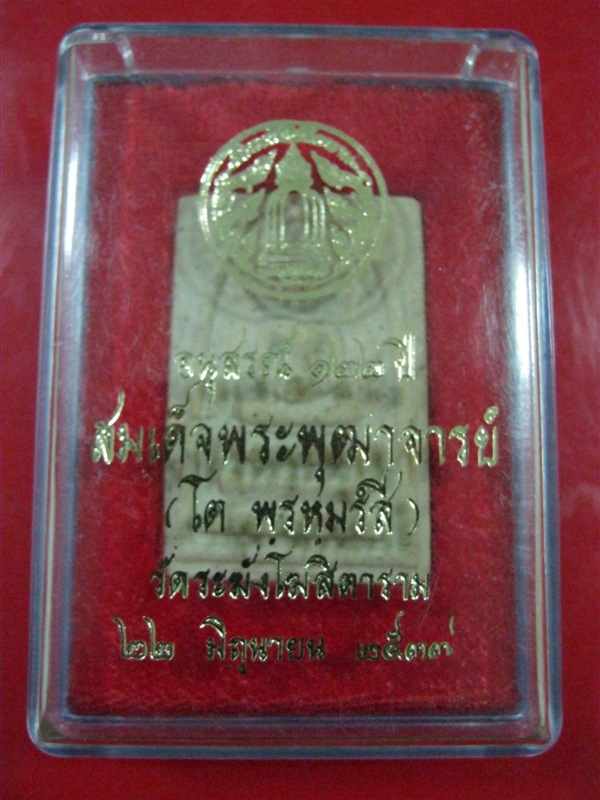 อนุสรณ์ ๑๑๘ ปี
สมเด็จพระพุฒาจารย์
(โต พรหมรังสี)
วัดระฆังโฆสิตาราม
๒๒ มิถุนายน ๒๕๓๓